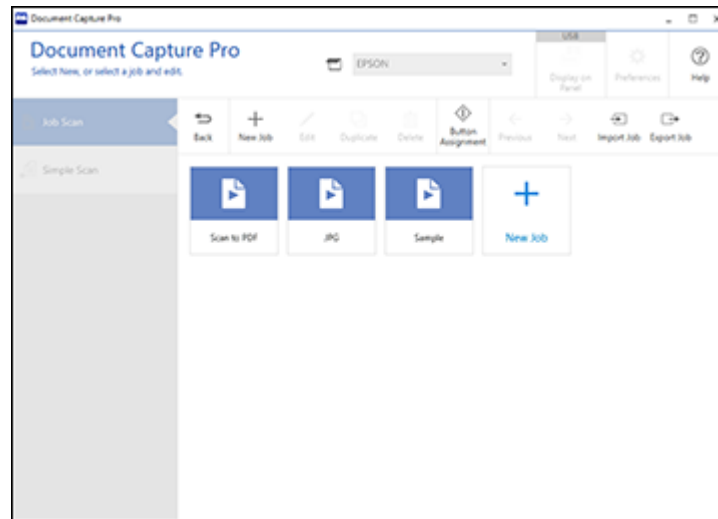 Document Capture Pro
Document Capture Pro
Select New, or select a job and edit.
EPSON
USB
Display on
Panel
Preferences
Help
Job Scan
Simple Scan
Back
New Job
Edit
Duplicate
Delete
Button
Assignment
Previous
Next
Import Job
Export Job
Scan to PDF
JPG
Sample
New Job